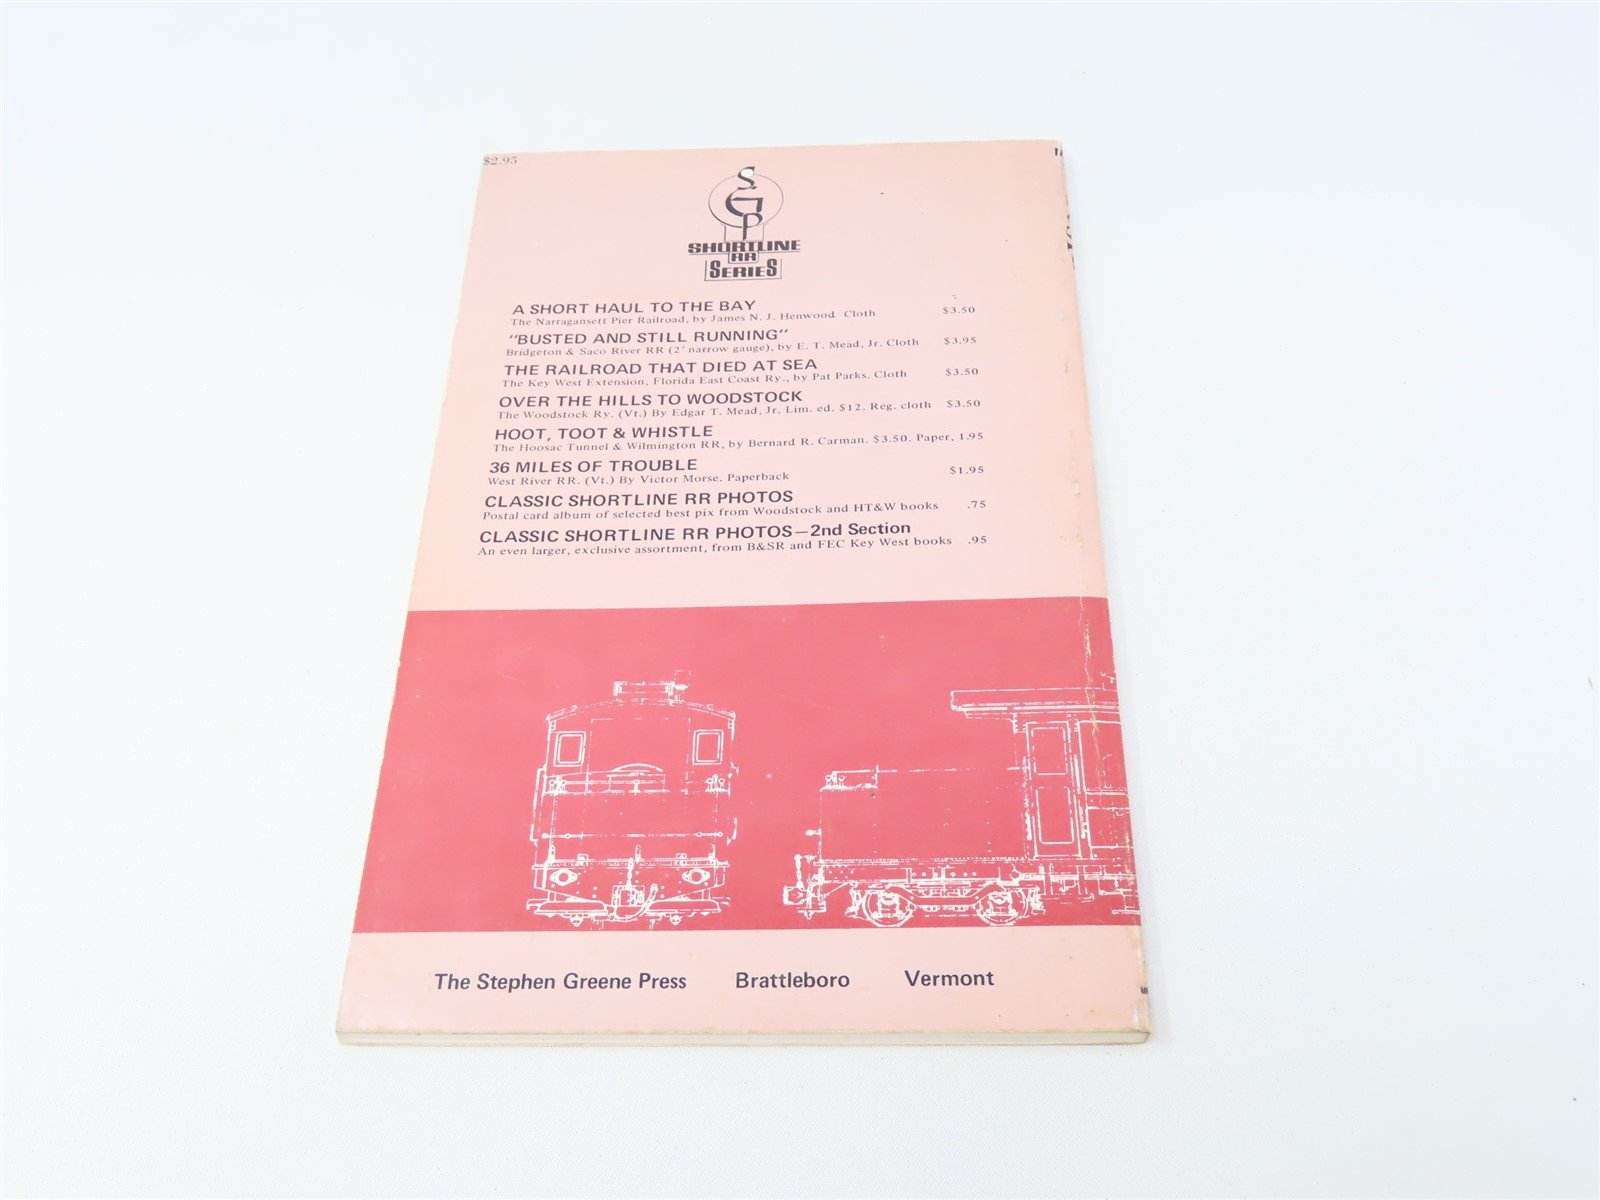 $2.95
SGP
SHORTLINE
RR
SERIES
A SHORT HAUL TO THE BAY
The Narragansett Pier Railroad, by James N. J. Henwood. Cloth $3.50
"BUSTED AND STILL RUNNING"
Bridgeton & Saco River RR (2' narrow gauge), by E. T. Mead, Jr. Cloth $3.95
THE RAILROAD THAT DIED AT SEA
The Key West Extension, Florida East Coast Ry., by Pat Parks. Cloth $3.50
OVER THE HILLS TO WOODSTOCK
The Woodstock Ry. (Vt.) By Edgar T. Mead, Jr. Lim. ed. $12. Reg. cloth $3.50
HOOT, TOOT & WHISTLE
The Hoosac Tunnel & Wilmington RR, by Bernard R. Carman. $3.50. Paper, 1.95
36 MILES OF TROUBLE
West River RR. (Vt.) By Victor Morse. Paperback $1.95
CLASSIC SHORTLINE RR PHOTOS
Postal card album of selected best pix from Woodstock and HT&W books .75
CLASSIC SHORTLINE RR PHOTOS—2nd Section
An even larger, exclusive assortment, from B&SR and FEC Key West books .95
The Stephen Greene Press Brattleboro Vermont